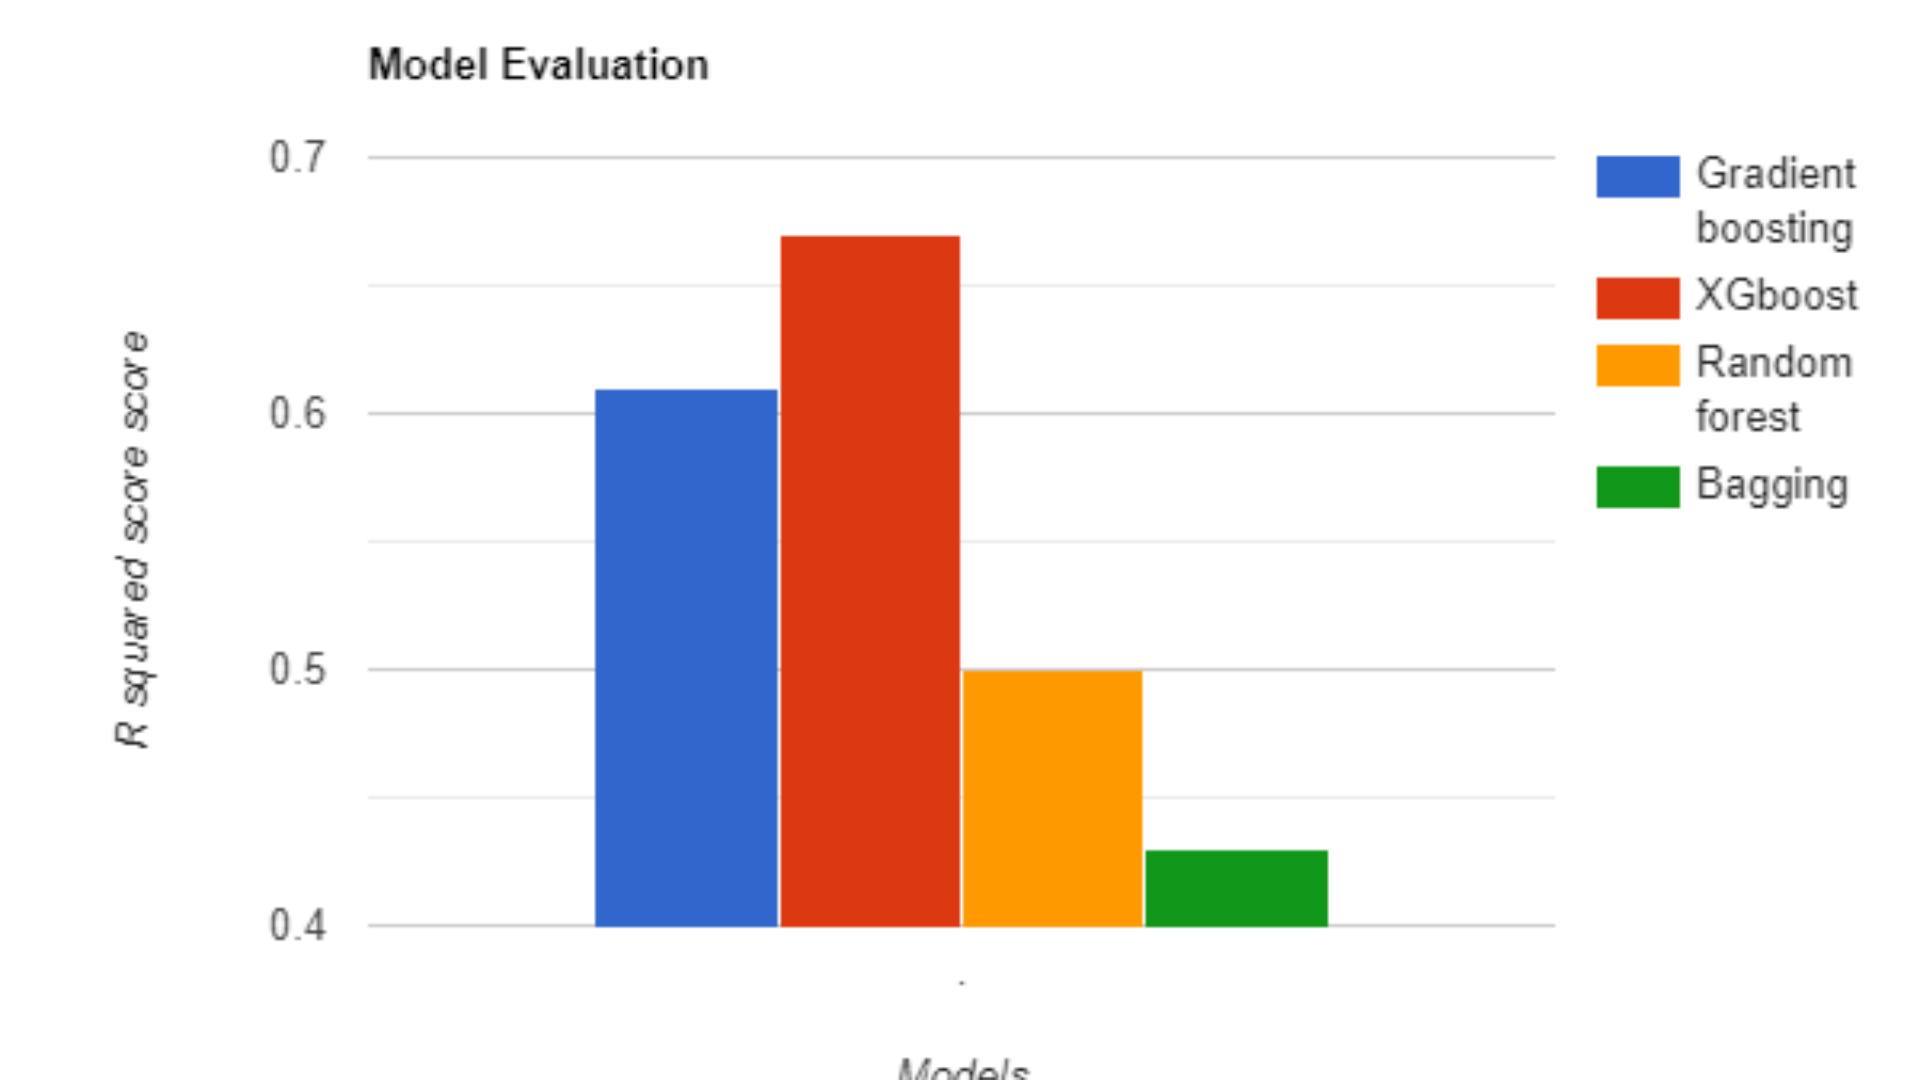 Model Evaluation
0.7
0.6
0.5
0.4
R squared score score
.
Models
Gradient
boosting
XGboost
Random
forest
Bagging